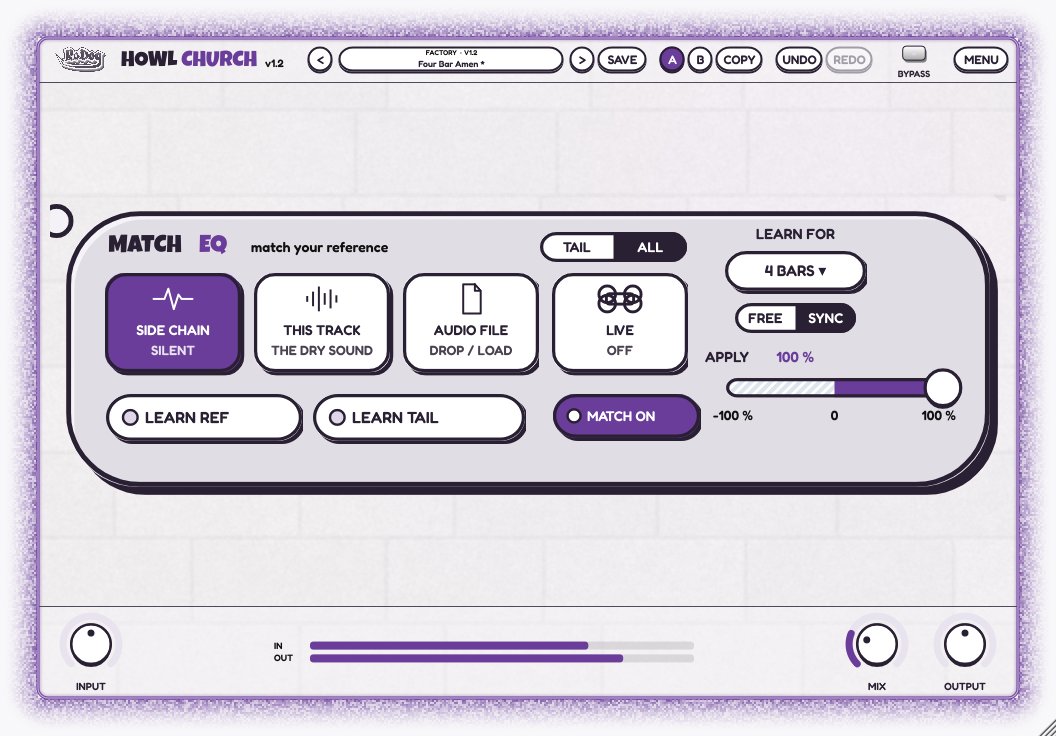 RaDog HOWL CHURCH v1.2
<
FACTORY - V1.2
Four Bar Amen *
> SAVE A B COPY UNDO REDO BYPASS MENU
MATCH EQ match your reference
TAIL ALL
LEARN FOR
4 BARS ▾
FREE SYNC
SIDE CHAIN
SILENT
THIS TRACK
THE DRY SOUND
AUDIO FILE
DROP / LOAD
LIVE
OFF
APPLY 100 %
-100 % 0 100 %
LEARN REF
LEARN TAIL
MATCH ON
IN
OUT
INPUT
MIX
OUTPUT